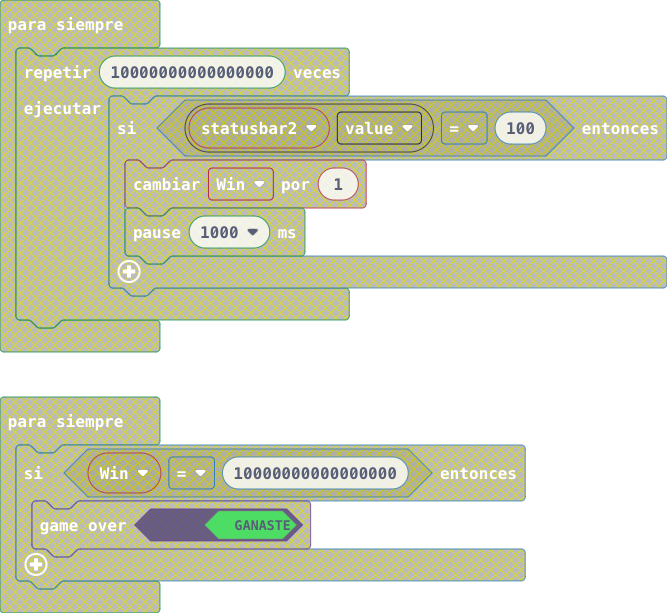 para siempre
repetir 10000000000000000 veces
ejecutar
si statusbar2 value = 100 entonces
cambiar Win por 1
pause 1000 ms
para siempre
si Win = 10000000000000000 entonces
game over GANASTE